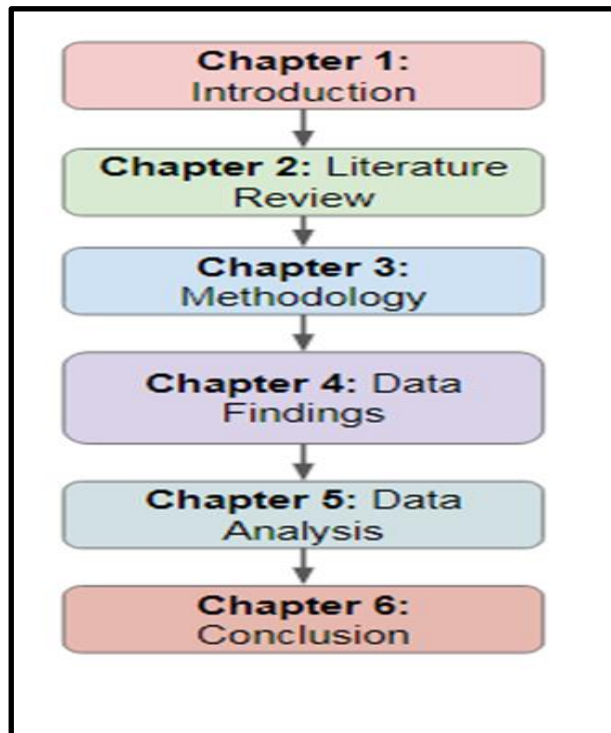 Chapter 1:
Introduction
Chapter 2: Literature
Review
Chapter 3:
Methodology
Chapter 4: Data
Findings
Chapter 5: Data
Analysis
Chapter 6:
Conclusion